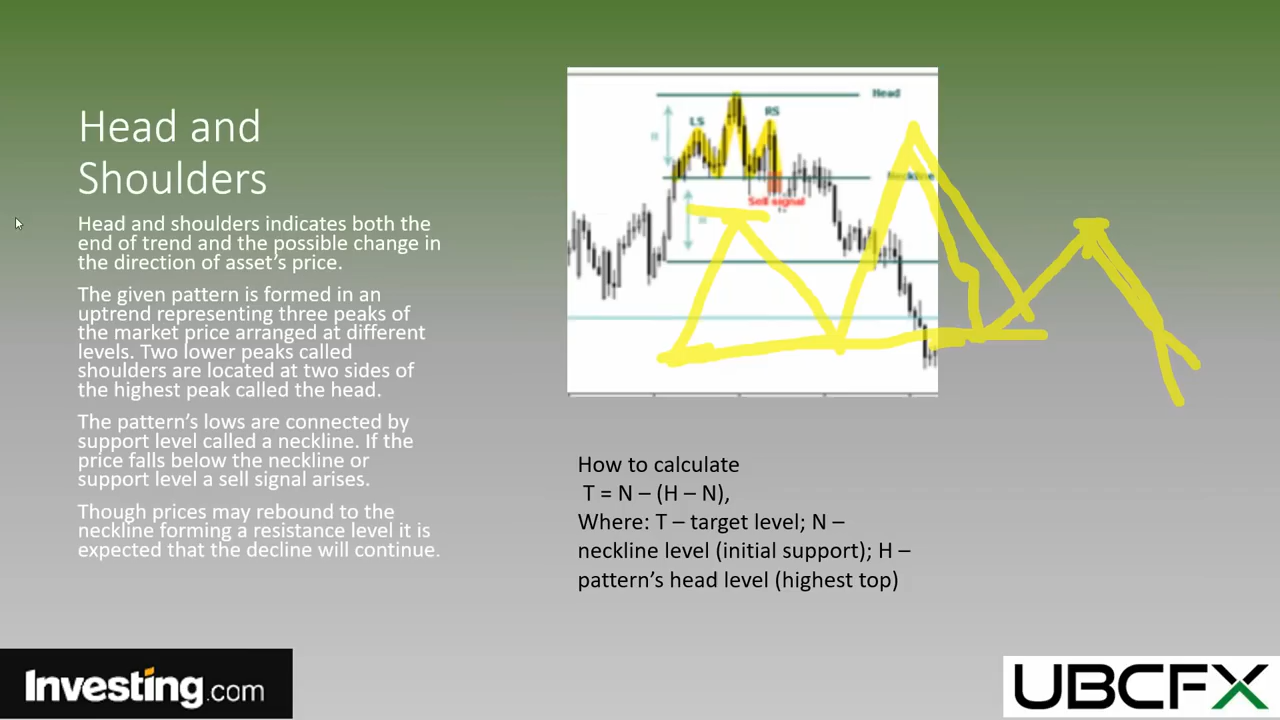 Head and
Shoulders
Head and shoulders indicates both the
end of trend and the possible change in
the direction of asset's price.
The given pattern is formed in an
uptrend representing three peaks of
the market price arranged at different
levels. Two lower peaks called
shoulders are located at two sides of
the highest peak called the head.
The pattern's lows are connected by
support level called a neckline. If the
price falls below the neckline or
support level a sell signal arises.
Though prices may rebound to the
neckline forming a resistance level it is
expected that the decline will continue.
Head
LS
RS
H
Neckline
Sell signal
H
How to calculate
T = N – (H – N),
Where: T – target level; N –
neckline level (initial support); H –
pattern's head level (highest top)
Investing.com
UBCFX